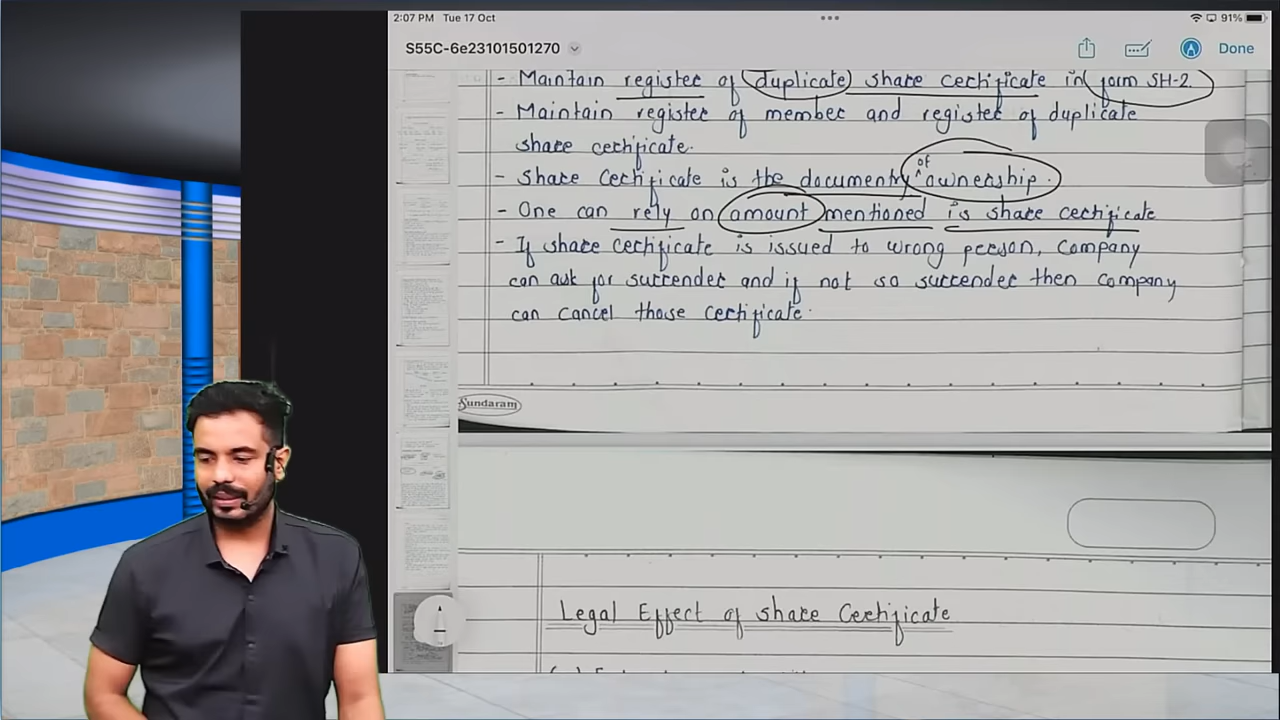 2:07 PM Tue 17 Oct
91%
S55C-6e23101501270
Done
- Maintain register of duplicate share certificate in form SH-2.
- Maintain register of member and register of duplicate
share certificate.
- Share Certificate is the documentry of ownership.
- One can rely on amount mentioned is share certificate
- If share certificate is issued to wrong person, Company
can ask for surrender and if not so surrender then company
can cancel those certificate.
Sundaram
Legal Effect of share Certificate